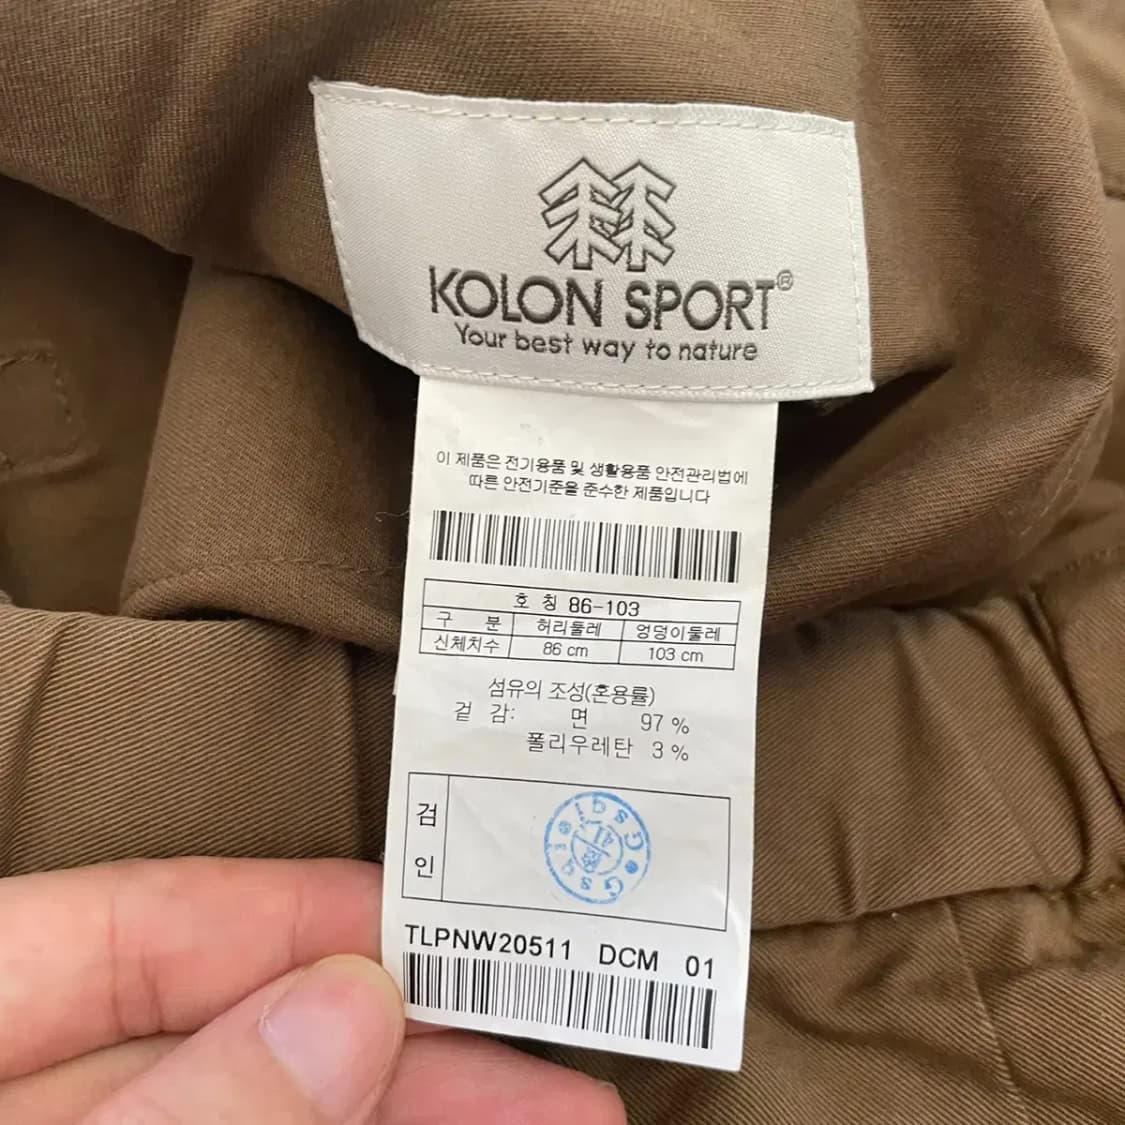 KOLON SPORT®
Your best way to nature
이 제품은 전기용품 및 생활용품 안전관리법에
따른 안전기준을 준수한 제품입니다
호 칭 86-103
구 분 허리둘레 엉덩이둘레
신체치수 86 cm 103 cm
섬유의 조성(혼용률)
겉 감: 면 97 %
폴리우레탄 3 %
검
인
TLPNW20511 DCM 01